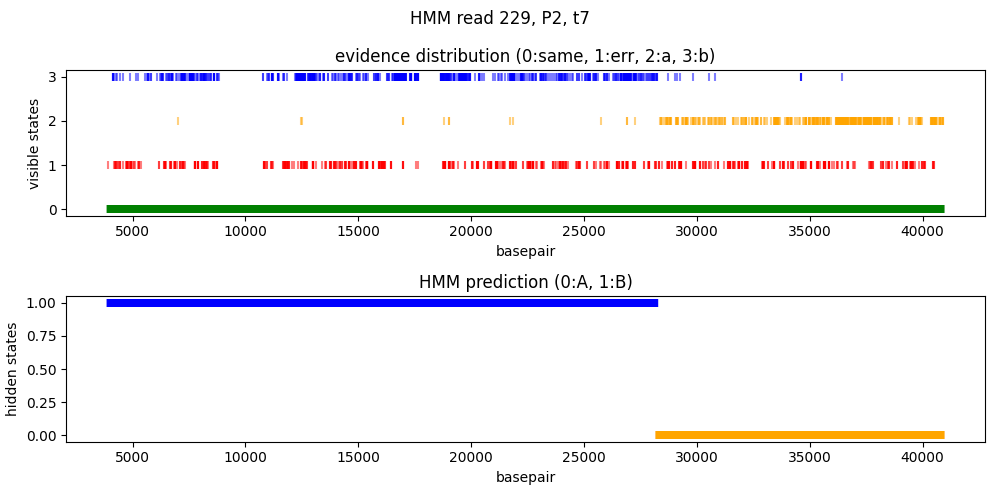 HMM read 229, P2, t7
evidence distribution (0:same, 1:err, 2:a, 3:b)
visible states
3
2
1
0
5000 10000 15000 20000 25000 30000 35000 40000
basepair
HMM prediction (0:A, 1:B)
hidden states
1.00
0.75
0.50
0.25
0.00
5000 10000 15000 20000 25000 30000 35000 40000
basepair